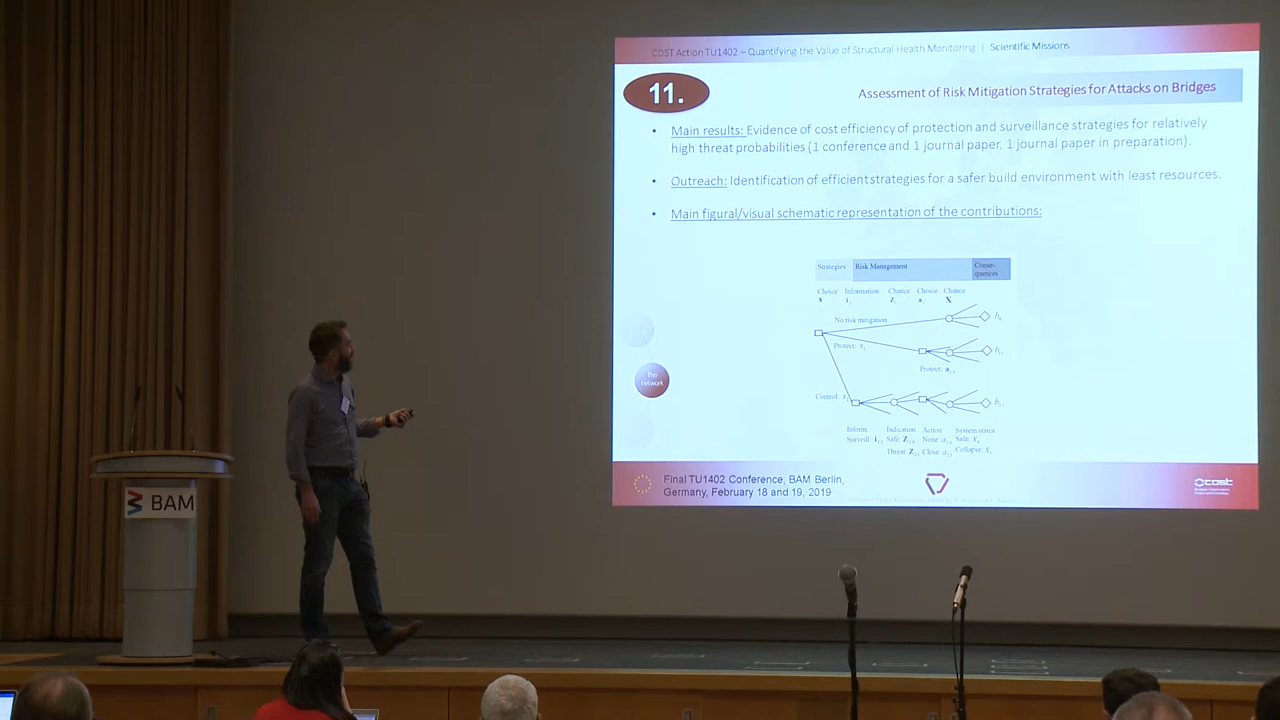 COST Action TU1402 – Quantifying the Value of Structural Health Monitoring | Scientific Missions
11.
Assessment of Risk Mitigation Strategies for Attacks on Bridges
• Main results: Evidence of cost efficiency of protection and surveillance strategies for relatively
high threat probabilities (1 conference and 1 journal paper, 1 journal paper in preparation).
• Outreach: Identification of efficient strategies for a safer build environment with least resources.
• Main figural/visual schematic representation of the contributions:
Strategies Risk Management Conse-
quences
Choice Information Chance Choice Chance
s i Z a X
No risk mitigation
Protect:
Protect:
Control:
The
network
Inform Indication Action System states
Surveill: Safe: None: Safe:
Threat: Close: Collapse:
Final TU1402 Conference, BAM Berlin,
Germany, February 18 and 19, 2019
cost
BAM